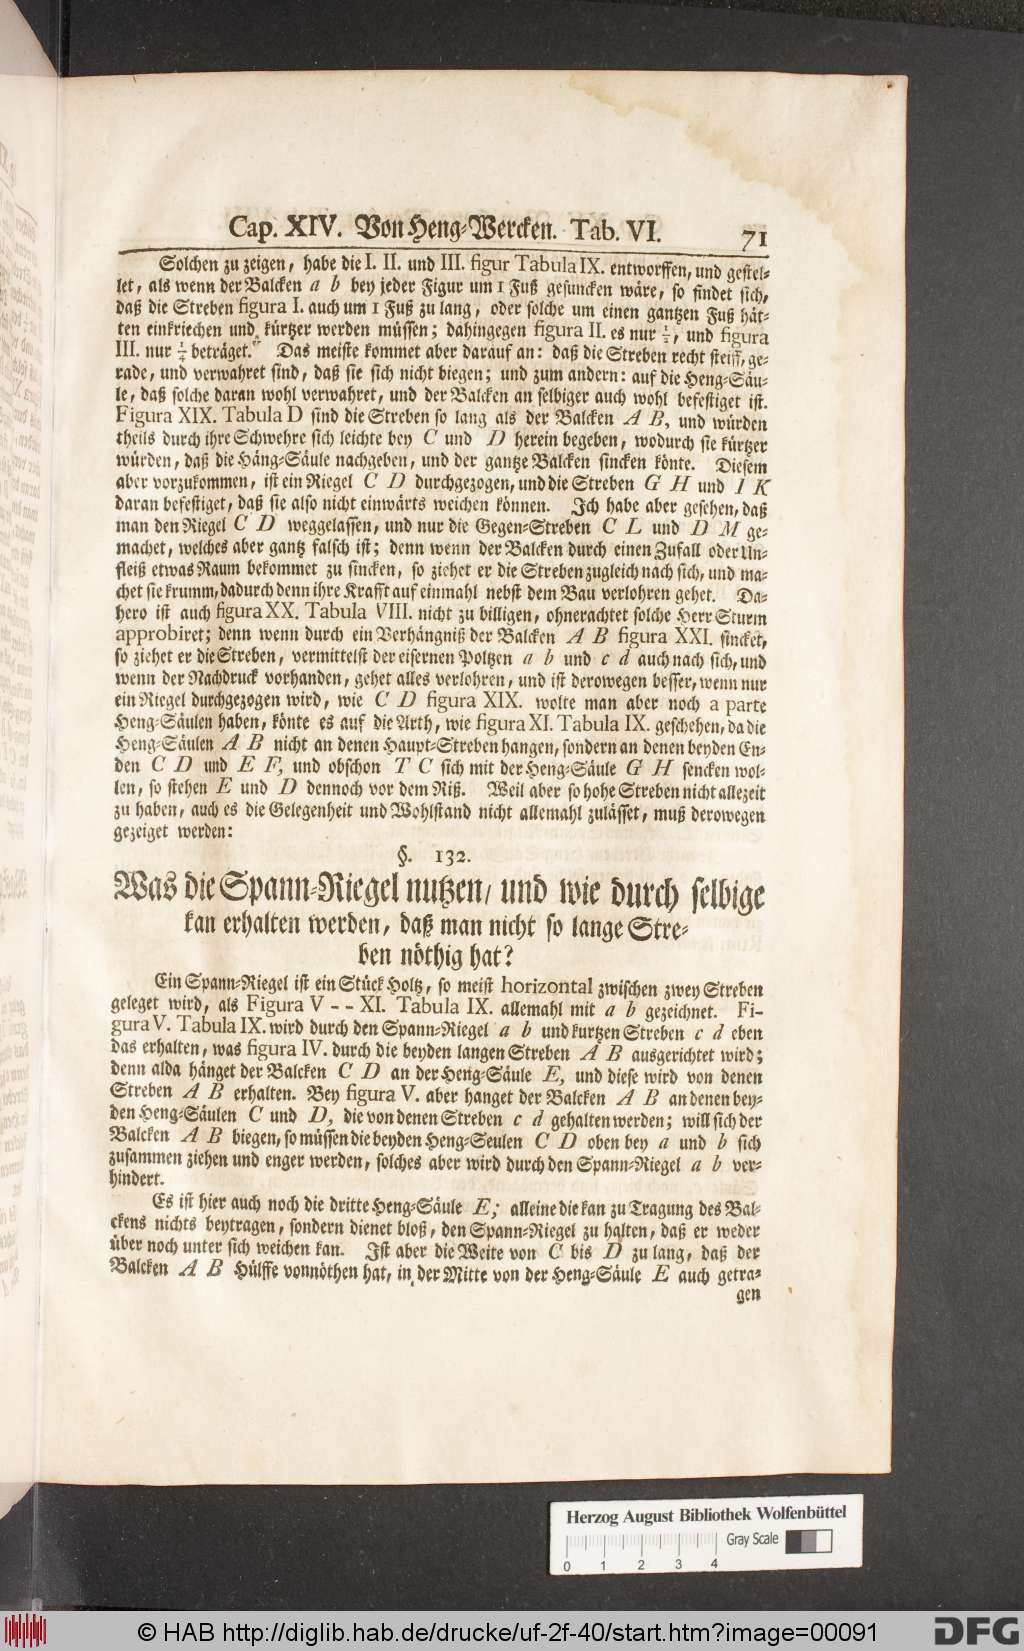 Cap. XIV. Von Heng-Wercken. Tab. VI. 71
Solchen zu zeigen, habe die I. II. und III. figur Tabula IX. entworffen, und gestel-
let, als wenn der Balcken a b bey jeder Figur um 1 Fuß gesuncken wäre, so findet sich,
daß die Streben figura I. auch um 1 Fuß zu lang, oder solche um einen gantzen Fuß hät-
ten einkriechen und kürtzer werden müssen; dahingegen figura II. es nur ½, und figura
III. nur ¼ beträget. Das meiste kommet aber darauf an: daß die Streben recht steiff, ge-
rade, und verwahret sind, daß sie sich nicht biegen; und zum andern: auf die Heng-Säu-
le, daß solche daran wohl verwahret, und der Balcken an selbiger auch wohl befestiget ist.
Figura XIX. Tabula D sind die Streben so lang als der Balcken A B, und würden
theils durch ihre Schwehre sich leichte bey C und D herein begeben, wodurch sie kürtzer
würden, daß die Häng-Säule nachgeben, und der gantze Balcken sincken könte. Diesem
aber vorzukommen, ist ein Riegel C D durchgezogen, und die Streben G H und I K
daran befestiget, daß sie also nicht einwärts weichen können. Ich habe aber gesehen, daß
man den Riegel C D weggelassen, und nur die Gegen-Streben C L und D M ge-
machet, welches aber gantz falsch ist; denn wenn der Balcken durch einen Zufall oder Un-
fleiß etwas Raum bekommet zu sincken, so ziehet er die Streben zugleich nach sich, und ma-
chet sie krumm, dadurch denn ihre Krafft auf einmahl nebst dem Bau verlohren gehet. Da-
hero ist auch figura XX. Tabula VIII. nicht zu billigen, ohnerachtet solche Herr Sturm
approbiret; denn wenn durch ein Verhängniß der Balcken A B figura XXI. sincket,
so ziehet er die Streben, vermittelst der eisernen Poltzen a b und c d auch nach sich, und
wenn der Nachdruck vorhanden, gehet alles verlohren, und ist derowegen besser, wenn nur
ein Riegel durchgezogen wird, wie C D figura XIX. wolte man aber noch a parte
Heng-Säulen haben, könte es auf die Arth, wie figura XI. Tabula IX. geschehen, da die
Heng-Säulen A B nicht an denen Haupt-Streben hangen, sondern an denen beyden En-
den C D und E F, und obschon T C sich mit der Heng-Säule G H sencken wol-
len, so stehen E und D dennoch vor dem Riß. Weil aber so hohe Streben nicht allezeit
zu haben, auch es die Gelegenheit und Wohlstand nicht allemahl zulässet, muß derowegen
gezeiget werden:
§. 132.
Was die Spann-Riegel nutzen/ und wie durch selbige
kan erhalten werden, daß man nicht so lange Stre-
ben nöthig hat?
Ein Spann-Riegel ist ein Stück Holtz, so meist horizontal zwischen zwey Streben
geleget wird, als Figura V - - XI. Tabula IX. allemahl mit a b gezeichnet. Fi-
gura V. Tabula IX. wird durch den Spann-Riegel a b und kurtzen Streben c d eben
das erhalten, was figura IV. durch die beyden langen Streben A B ausgerichtet wird;
denn alda hänget der Balcken C D an der Heng-Säule E, und diese wird von denen
Streben A B erhalten. Bey figura V. aber hanget der Balcken A B an denen bey-
den Heng-Säulen C und D, die von denen Streben c d gehalten werden; will sich der
Balcken A B biegen, so müssen die beyden Heng-Seulen C D oben bey a und b sich
zusammen ziehen und enger werden, solches aber wird durch den Spann-Riegel a b ver-
hindert.
Es ist hier auch noch die dritte Heng-Säule E; alleine die kan zu Tragung des Bal-
ckens nichts beytragen, sondern dienet bloß, den Spann-Riegel zu halten, daß er weder
über noch unter sich weichen kan. Ist aber die Weite von C bis D zu lang, daß der
Balcken A B Hülffe vonnöthen hat, in der Mitte von der Heng-Säule E auch getra-
gen
Herzog August Bibliothek Wolfenbüttel
Gray Scale
0 1 2 3 4
© HAB http://diglib.hab.de/drucke/uf-2f-40/start.htm?image=00091
DFG